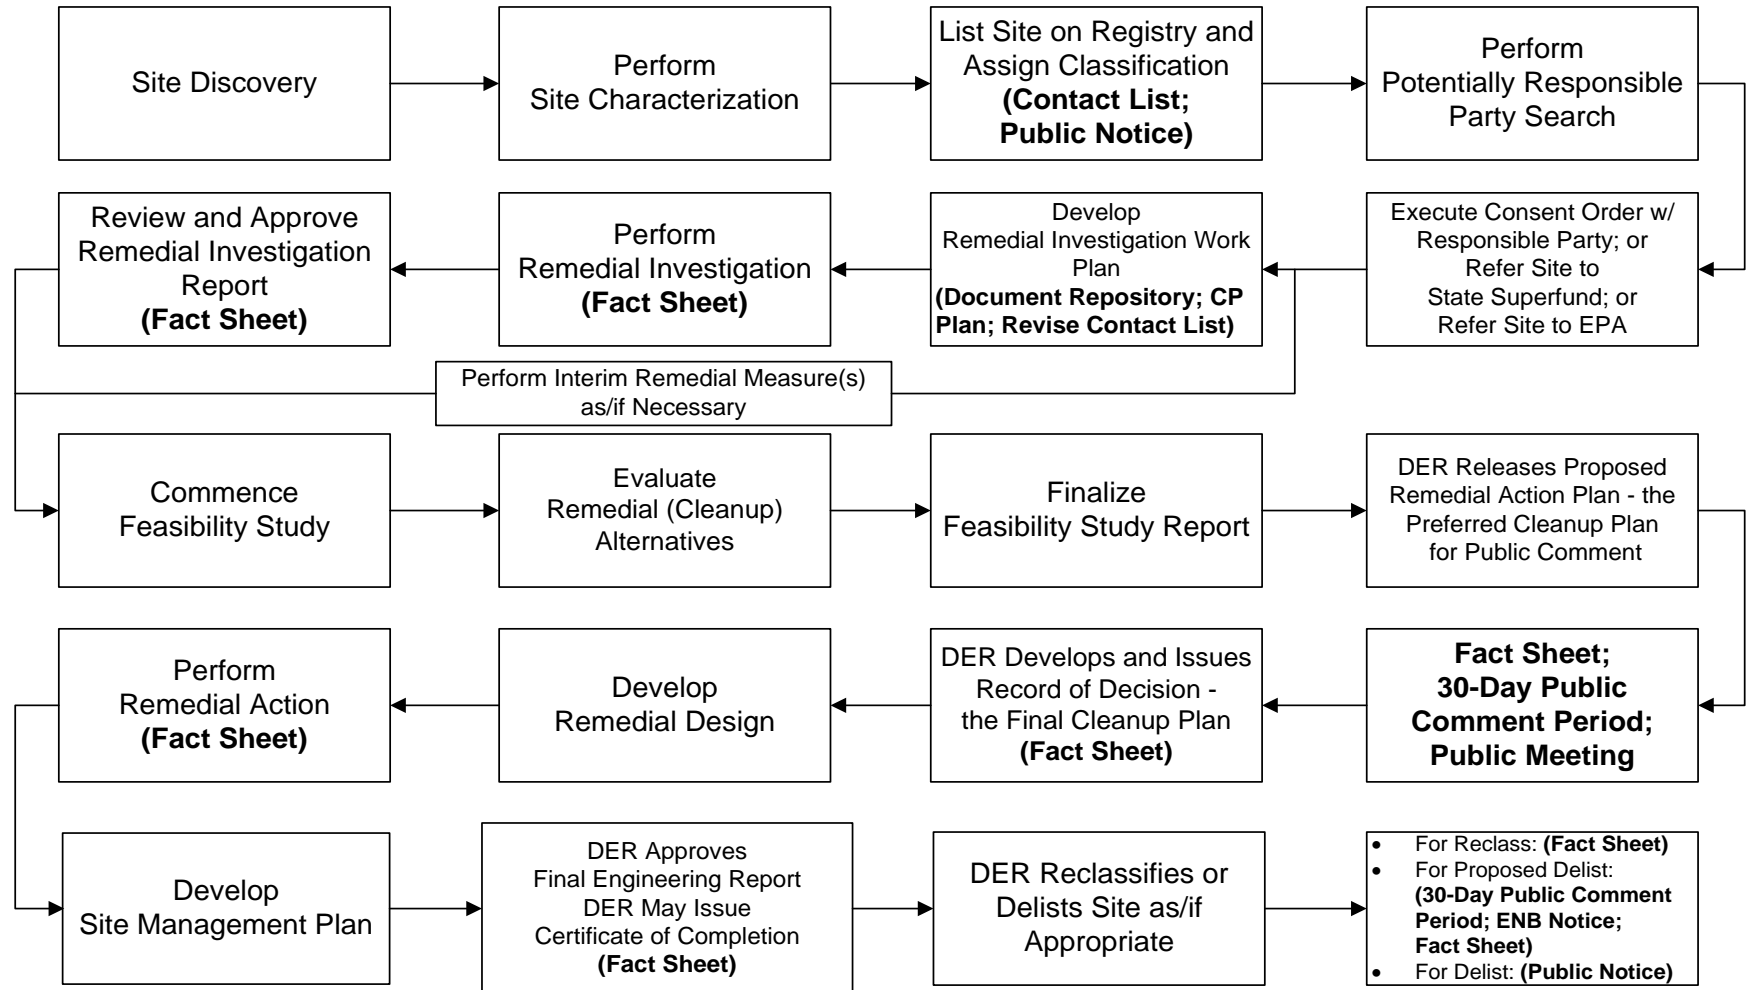 Site Discovery
Perform
Site Characterization
List Site on Registry and
Assign Classification
(Contact List;
Public Notice)
Perform
Potentially Responsible
Party Search
Execute Consent Order w/
Responsible Party; or
Refer Site to
State Superfund; or
Refer Site to EPA
Develop
Remedial Investigation Work
Plan
(Document Repository; CP
Plan; Revise Contact List)
Perform
Remedial Investigation
(Fact Sheet)
Review and Approve
Remedial Investigation
Report
(Fact Sheet)
Perform Interim Remedial Measure(s)
as/if Necessary
Commence
Feasibility Study
Evaluate
Remedial (Cleanup)
Alternatives
Finalize
Feasibility Study Report
DER Releases Proposed
Remedial Action Plan - the
Preferred Cleanup Plan
for Public Comment
Fact Sheet;
30-Day Public
Comment Period;
Public Meeting
DER Develops and Issues
Record of Decision -
the Final Cleanup Plan
(Fact Sheet)
Develop
Remedial Design
Perform
Remedial Action
(Fact Sheet)
Develop
Site Management Plan
DER Approves
Final Engineering Report
DER May Issue
Certificate of Completion
(Fact Sheet)
DER Reclassifies or
Delists Site as/if
Appropriate
• For Reclass: (Fact Sheet)
• For Proposed Delist:
(30-Day Public Comment
Period; ENB Notice;
Fact Sheet)
• For Delist: (Public Notice)